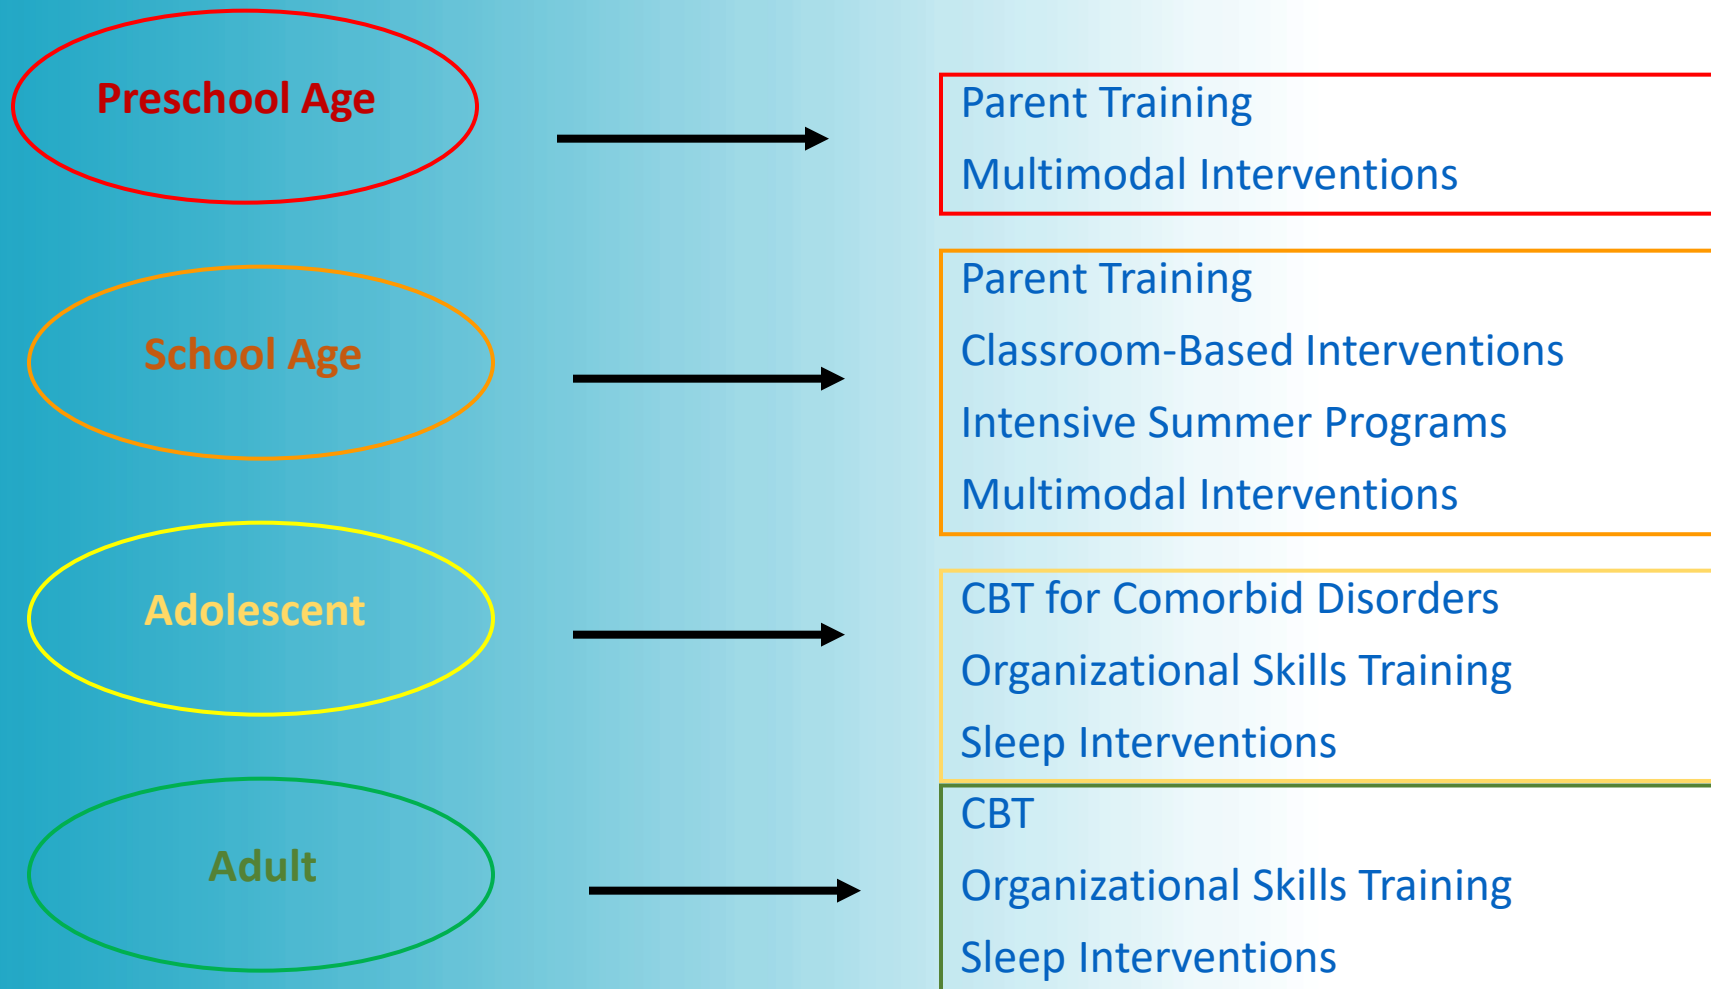 Preschool Age
Parent Training
Multimodal Interventions
School Age
Parent Training
Classroom-Based Interventions
Intensive Summer Programs
Multimodal Interventions
Adolescent
CBT for Comorbid Disorders
Organizational Skills Training
Sleep Interventions
Adult
CBT
Organizational Skills Training
Sleep Interventions